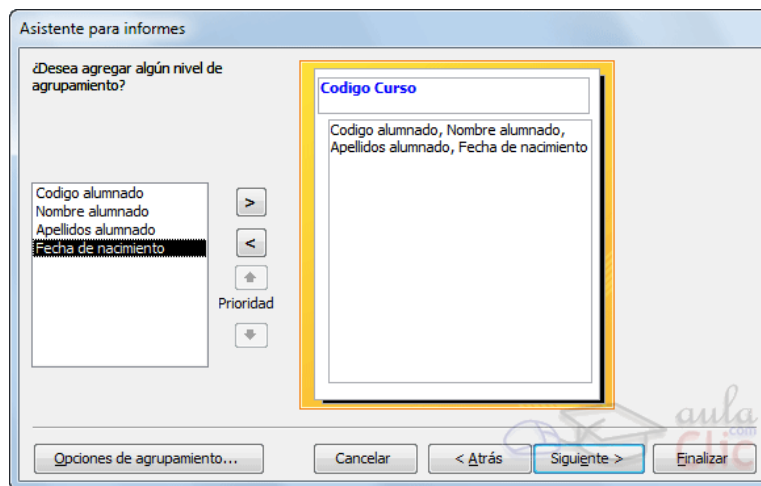 Asistente para informes
¿Desea agregar algún nivel de
agrupamiento?
Codigo Curso
Codigo alumnado, Nombre alumnado,
Apellidos alumnado, Fecha de nacimiento
Codigo alumnado
Nombre alumnado
Apellidos alumnado
Fecha de nacimiento
>
<
Prioridad
Opciones de agrupamiento...
Cancelar
< Atrás
Siguiente >
Finalizar
aula
.com
Clic